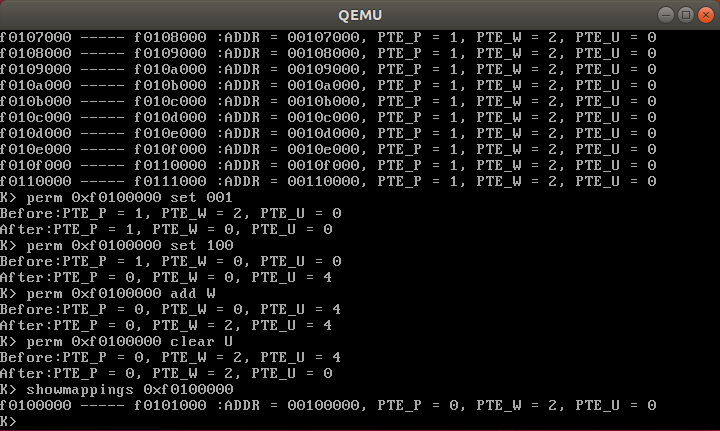 QEMU
f0107000 ----- f0108000 :ADDR = 00107000, PTE_P = 1, PTE_W = 2, PTE_U = 0
f0108000 ----- f0109000 :ADDR = 00108000, PTE_P = 1, PTE_W = 2, PTE_U = 0
f0109000 ----- f010a000 :ADDR = 00109000, PTE_P = 1, PTE_W = 2, PTE_U = 0
f010a000 ----- f010b000 :ADDR = 0010a000, PTE_P = 1, PTE_W = 2, PTE_U = 0
f010b000 ----- f010c000 :ADDR = 0010b000, PTE_P = 1, PTE_W = 2, PTE_U = 0
f010c000 ----- f010d000 :ADDR = 0010c000, PTE_P = 1, PTE_W = 2, PTE_U = 0
f010d000 ----- f010e000 :ADDR = 0010d000, PTE_P = 1, PTE_W = 2, PTE_U = 0
f010e000 ----- f010f000 :ADDR = 0010e000, PTE_P = 1, PTE_W = 2, PTE_U = 0
f010f000 ----- f0110000 :ADDR = 0010f000, PTE_P = 1, PTE_W = 2, PTE_U = 0
f0110000 ----- f0111000 :ADDR = 00110000, PTE_P = 1, PTE_W = 2, PTE_U = 0
K> perm 0xf0100000 set 001
Before:PTE_P = 1, PTE_W = 2, PTE_U = 0
After:PTE_P = 1, PTE_W = 0, PTE_U = 0
K> perm 0xf0100000 set 100
Before:PTE_P = 1, PTE_W = 0, PTE_U = 0
After:PTE_P = 0, PTE_W = 0, PTE_U = 4
K> perm 0xf0100000 add W
Before:PTE_P = 0, PTE_W = 0, PTE_U = 4
After:PTE_P = 0, PTE_W = 2, PTE_U = 4
K> perm 0xf0100000 clear U
Before:PTE_P = 0, PTE_W = 2, PTE_U = 4
After:PTE_P = 0, PTE_W = 2, PTE_U = 0
K> showmappings 0xf0100000
f0100000 ----- f0101000 :ADDR = 00100000, PTE_P = 0, PTE_W = 2, PTE_U = 0
K>